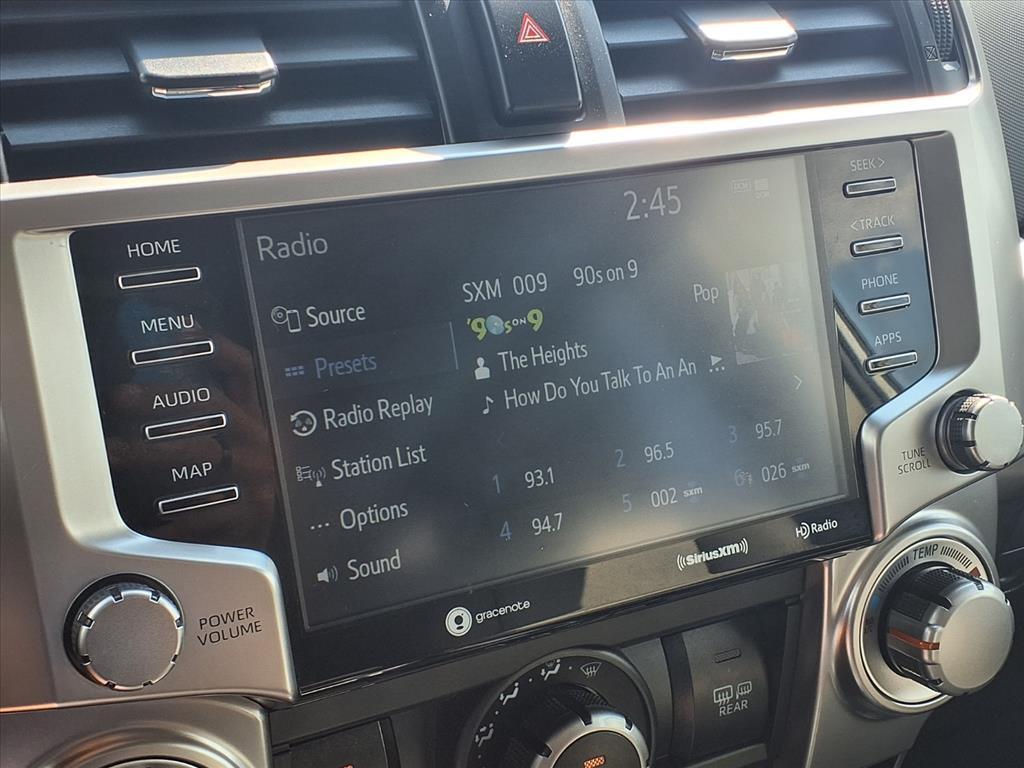 SEEK >
2:45
< TRACK
HOME
Radio
SXM 009 90s on 9
PHONE
Source
'90s ON 9
Pop
MENU
Presets
The Heights
APPS
How Do You Talk To An An ...
AUDIO
Radio Replay
TUNE
SCROLL
Station List
1 93.1
2 96.5
3 95.7
MAP
Options
4 94.7
5 002 sxm
6 026 sxm
Sound
HD Radio
SiriusXM
gracenote
POWER
VOLUME
TEMP
REAR